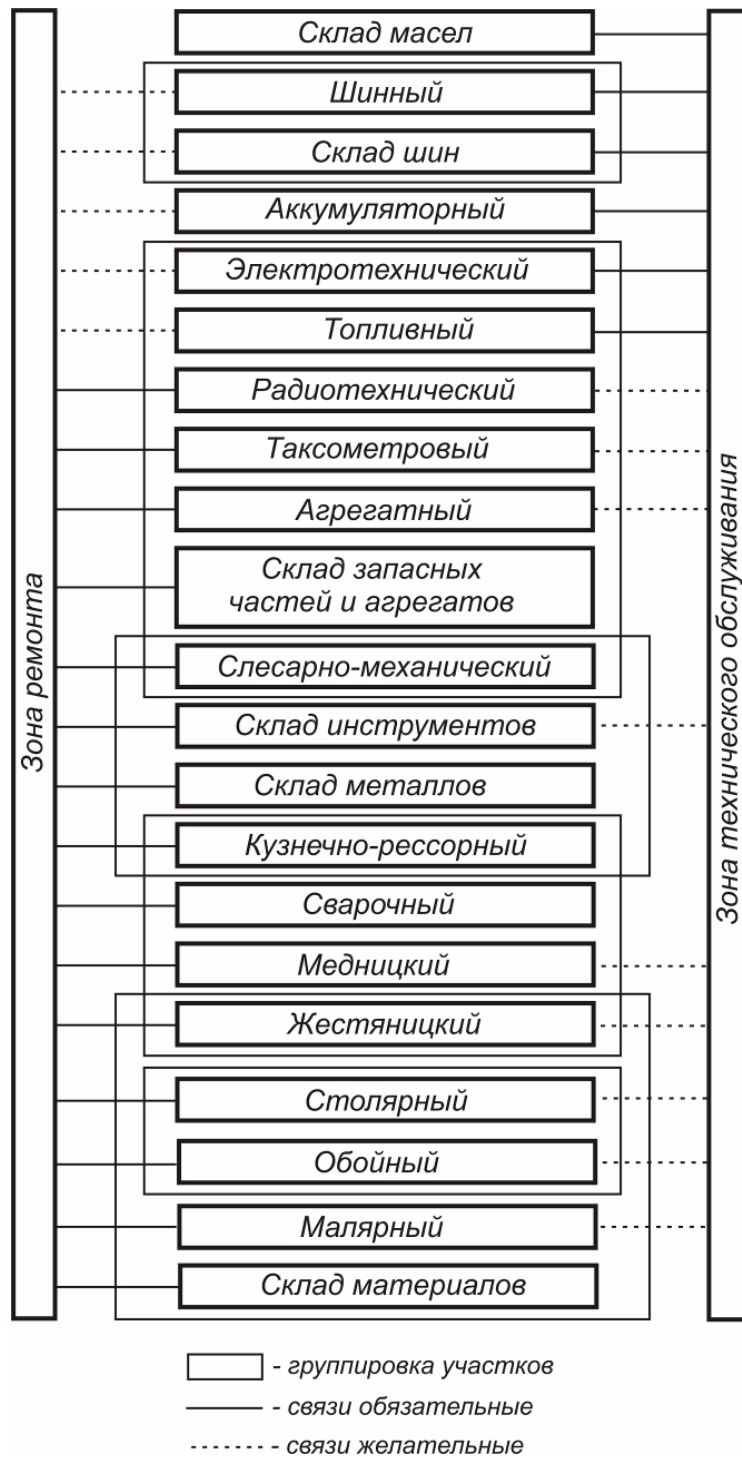 Склад масел
Шинный
Склад шин
Аккумуляторный
Электротехнический
Топливный
Радиотехнический
Таксометровый
Агрегатный
Склад запасных
частей и агрегатов
Слесарно-механический
Склад инструментов
Склад металлов
Кузнечно-рессорный
Сварочный
Медницкий
Жестяницкий
Столярный
Обойный
Малярный
Склад материалов
Зона ремонта
Зона технического обслуживания
- группировка участков
- связи обязательные
- связи желательные